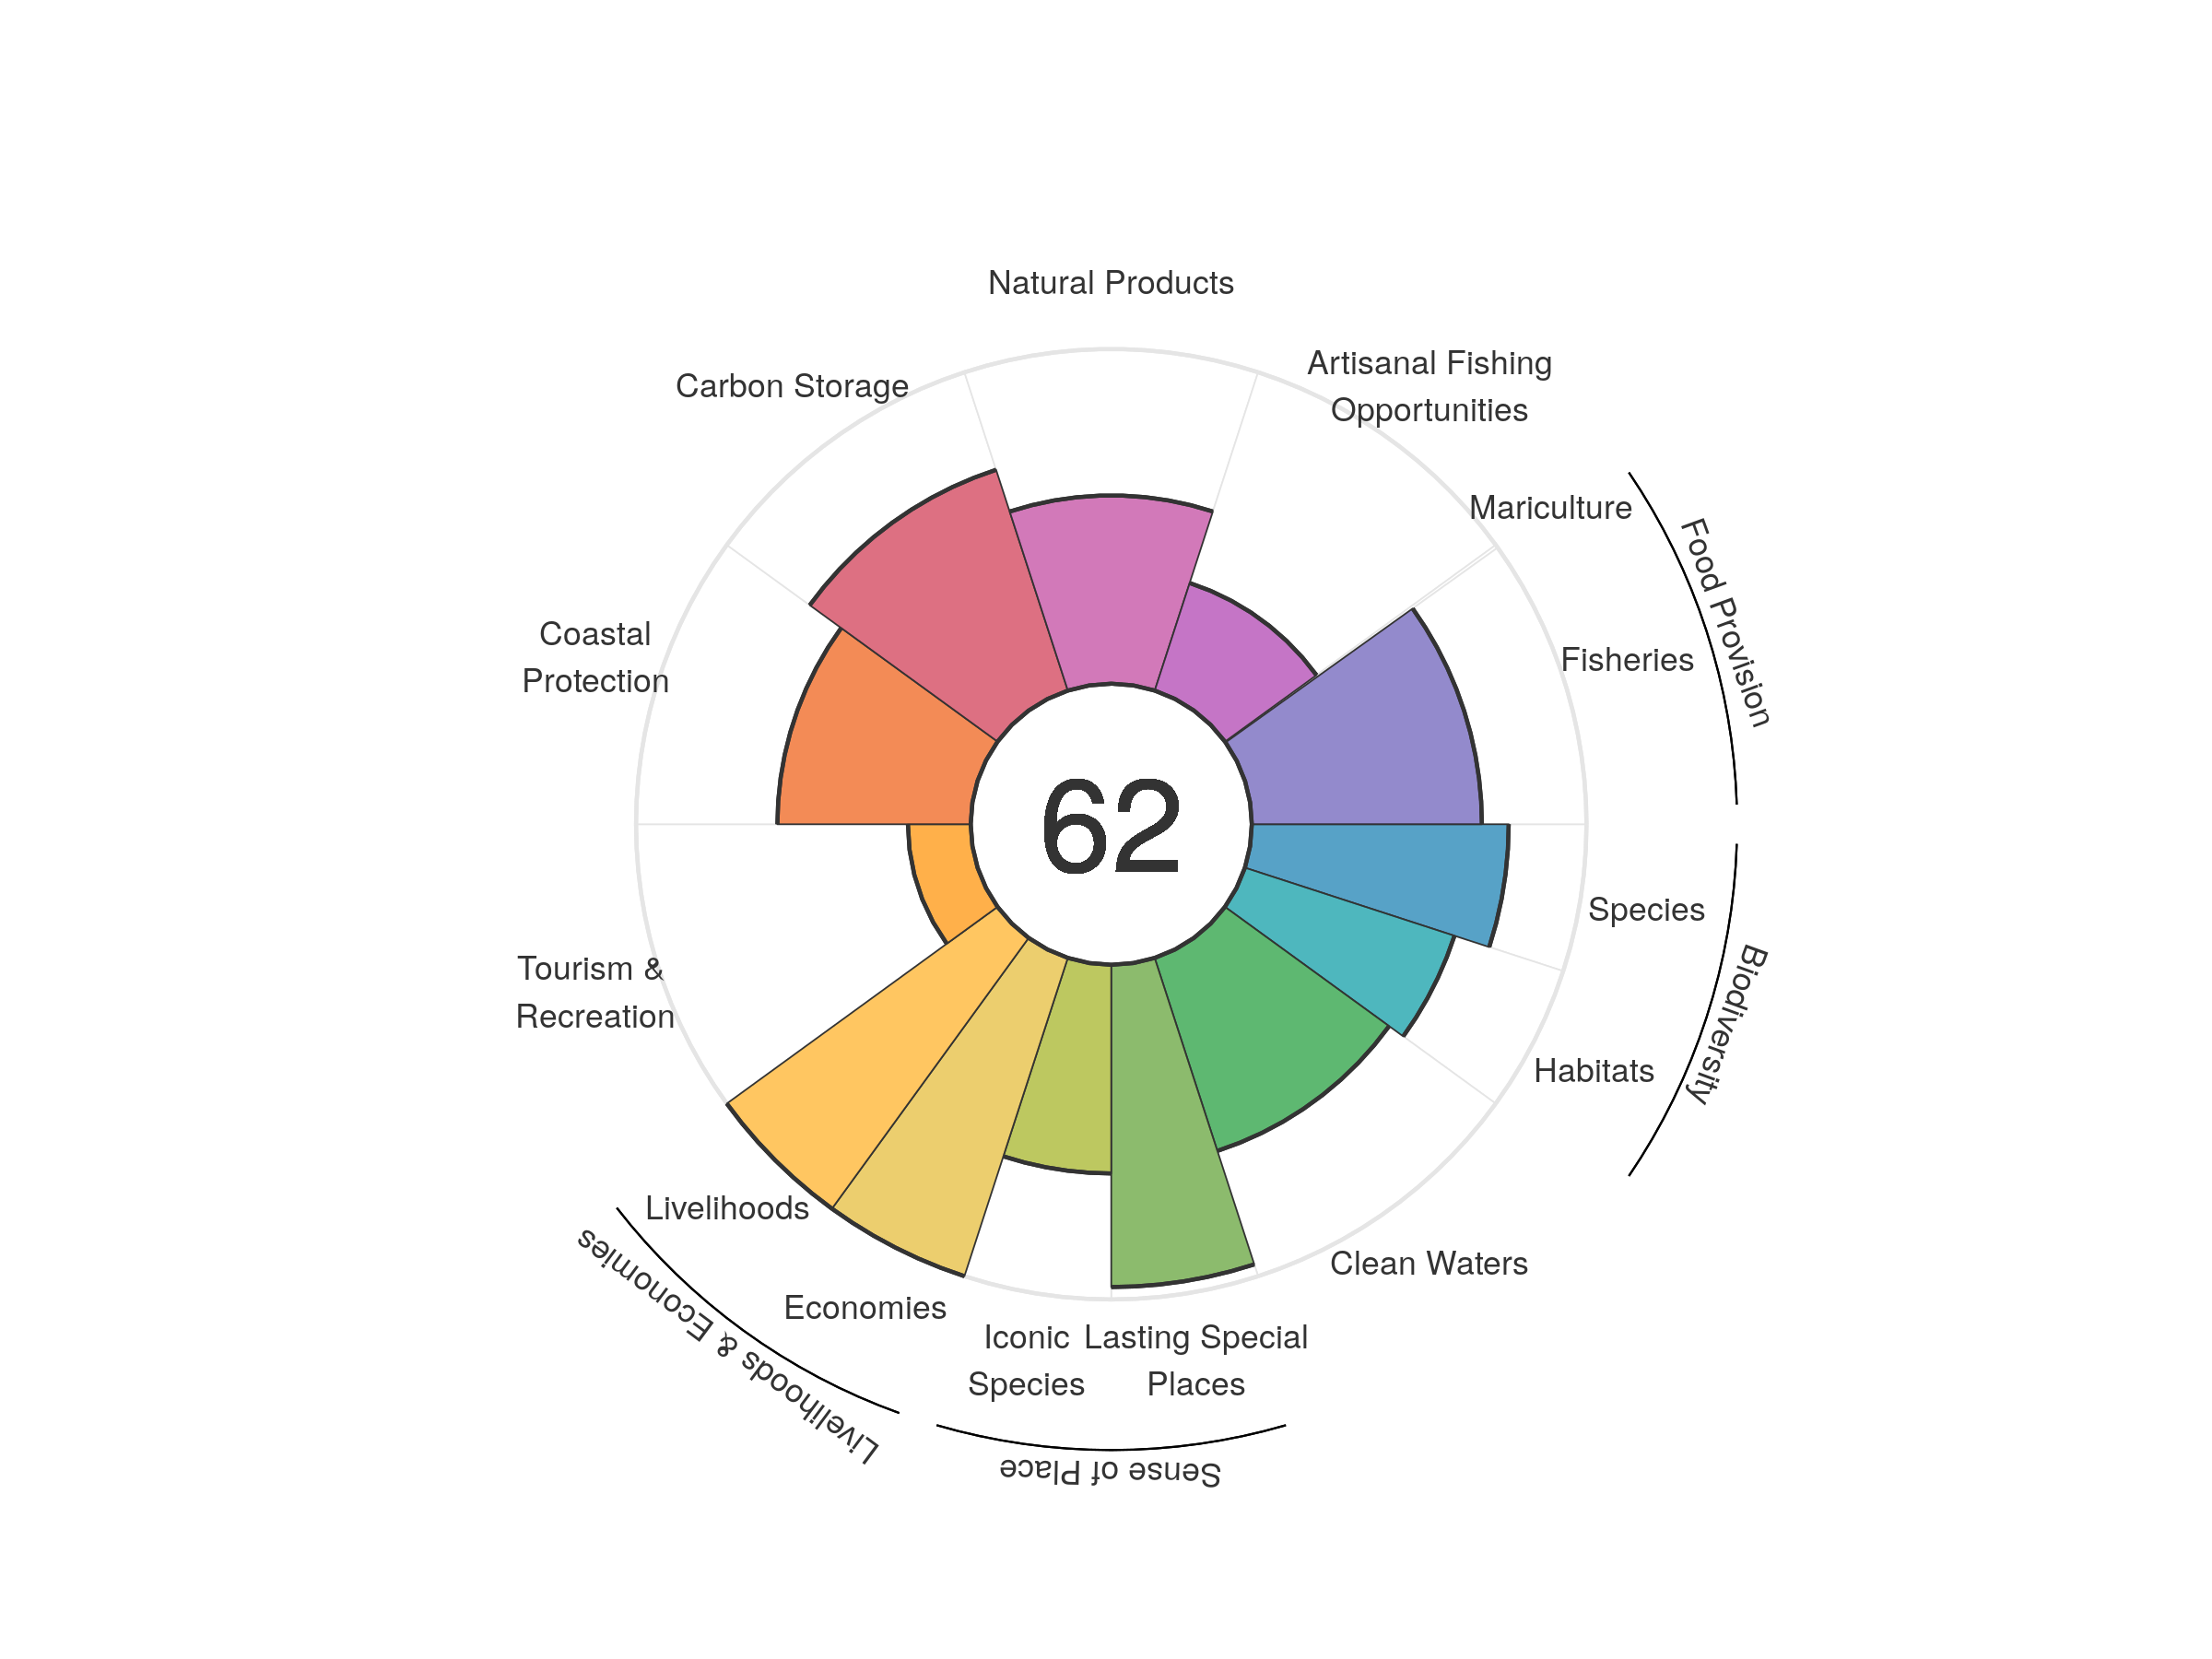 Natural Products
Artisanal Fishing
Opportunities
Carbon Storage
Mariculture
Food Provision
Fisheries
Coastal
Protection
62
Species
Biodiversity
Tourism &
Recreation
Habitats
Livelihoods
Livelihoods & Economies
Clean Waters
Economies
Iconic
Species
Lasting Special
Places
Sense of Place